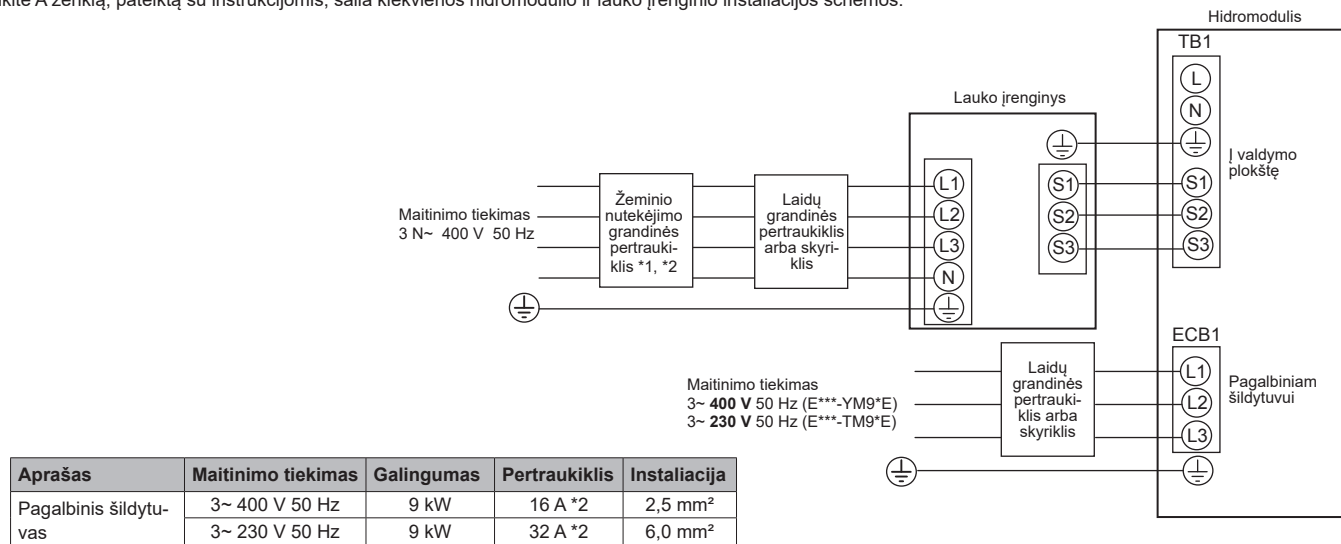 A ženklą, pateiktą su instrukcijomis, šalia kiekvienos hidromodulio ir lauko įrenginio instaliacijos schemos.
Hidromodulis
TB1
L
N
S1
S2
S3
Į valdymo
plokštę
Lauko įrenginys
S1
S2
S3
L1
L2
L3
N
Laidų
grandinės
pertraukiklis
arba skyri-
klis
Žeminio
nutekėjimo
grandinės
pertrauki-
klis *1, *2
Maitinimo tiekimas
3 N~ 400 V 50 Hz
ECB1
L1
L2
L3
Pagalbiniam
šildytuvui
Laidų
grandinės
pertrauki-
klis arba
skyriklis
Maitinimo tiekimas
3~ 400 V 50 Hz (E***-YM9*E)
3~ 230 V 50 Hz (E***-TM9*E)
Aprašas Maitinimo tiekimas Galingumas Pertraukiklis Instaliacija
Pagalbinis šildytu-
vas
3~ 400 V 50 Hz 9 kW 16 A *2 2,5 mm²
3~ 230 V 50 Hz 9 kW 32 A *2 6,0 mm²